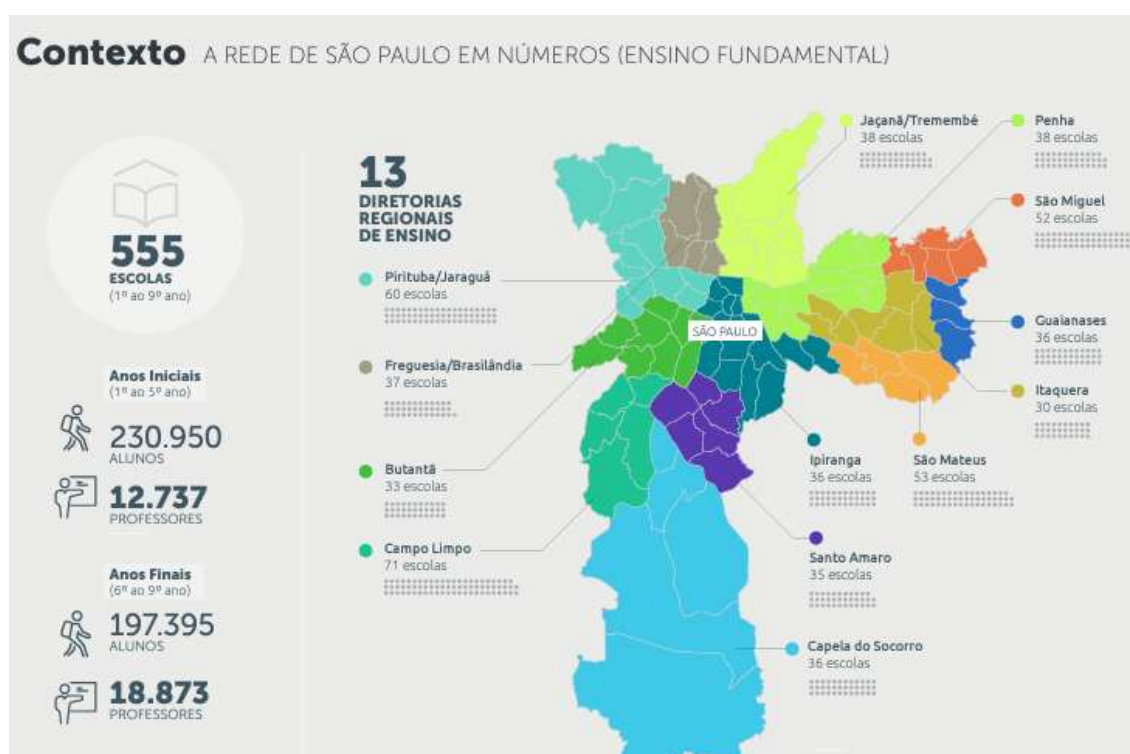 Contexto A REDE DE SÃO PAULO EM NÚMEROS (ENSINO FUNDAMENTAL)
555
ESCOLAS
(1º ao 9º ano)
Anos Iniciais
(1º ao 5º ano)
230.950
ALUNOS
12.737
PROFESSORES
Anos Finais
(6º ao 9º ano)
197.395
ALUNOS
18.873
PROFESSORES
13
DIRETORIAS
REGIONAIS
DE ENSINO
Pirituba/Jaraguá
60 escolas
Freguesia/Brasilândia
37 escolas
Butantã
33 escolas
Campo Limpo
71 escolas
SÃO PAULO
Jaçanã/Tremembé
38 escolas
Penha
38 escolas
São Miguel
52 escolas
Guaianases
36 escolas
Itaquera
30 escolas
Ipiranga
36 escolas
São Mateus
53 escolas
Santo Amaro
35 escolas
Capela do Socorro
36 escolas